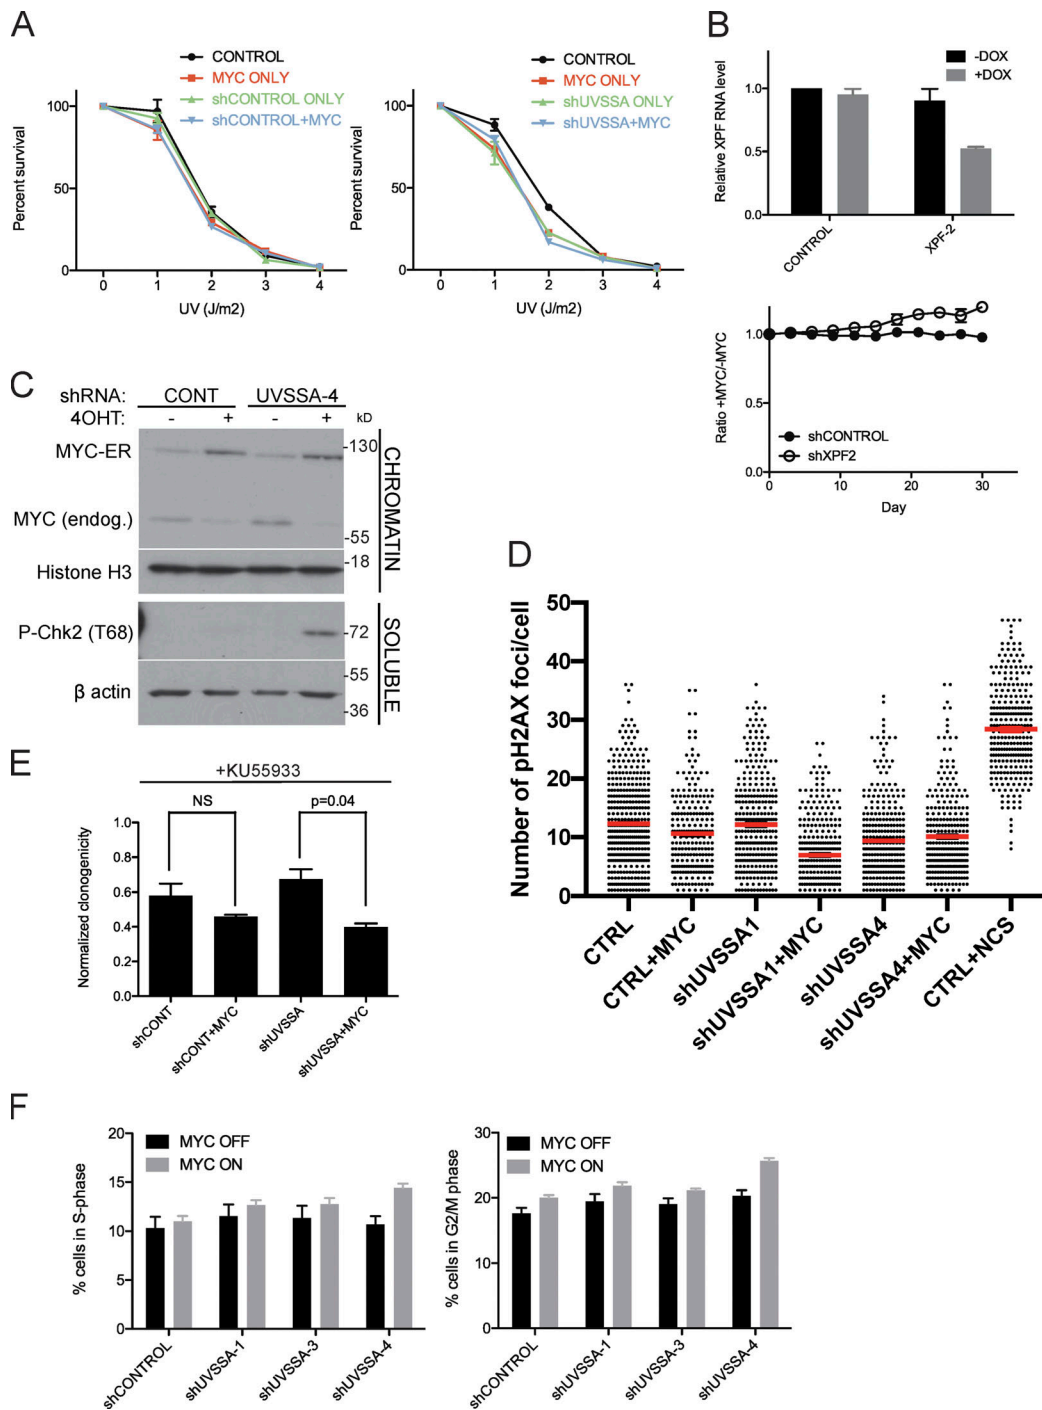 A
CONTROL
MYC ONLY
shCONTROL ONLY
shCONTROL+MYC
Percent survival
100
50
0
0 1 2 3 4
UV (J/m2)
CONTROL
MYC ONLY
shUVSSA ONLY
shUVSSA+MYC
Percent survival
100
50
0
0 1 2 3 4
UV (J/m2)
B
-DOX
+DOX
Relative XPF RNA level
1.0
0.5
0.0
CONTROL XPF-2
Ratio +MYC/-MYC
1.0
0.5
0.0
shCONTROL
shXPF2
0 10 20 30
Day
C
shRNA: CONT UVSSA-4
4OHT: - + - + kD
MYC-ER -130
MYC (endog.)
-55
Histone H3 -18
CHROMATIN
P-Chk2 (T68) -72
-55
β actin
-36
SOLUBLE
D
Number of pH2AX foci/cell
50
40
30
20
10
0
CTRL
CTRL+MYC
shUVSSA1
shUVSSA1+MYC
shUVSSA4
shUVSSA4+MYC
CTRL+NCS
E
+KU55933
NS p=0.04
Normalized clonogenicity
1.0
0.8
0.6
0.4
0.2
0.0
shCONT
shCONT+MYC
shUVSSA
shUVSSA+MYC
F
MYC OFF
MYC ON
% cells in S-phase
20
15
10
5
0
shCONTROL
shUVSSA-1
shUVSSA-3
shUVSSA-4
MYC OFF
MYC ON
% cells in G2/M phase
30
20
10
0
shCONTROL
shUVSSA-1
shUVSSA-3
shUVSSA-4